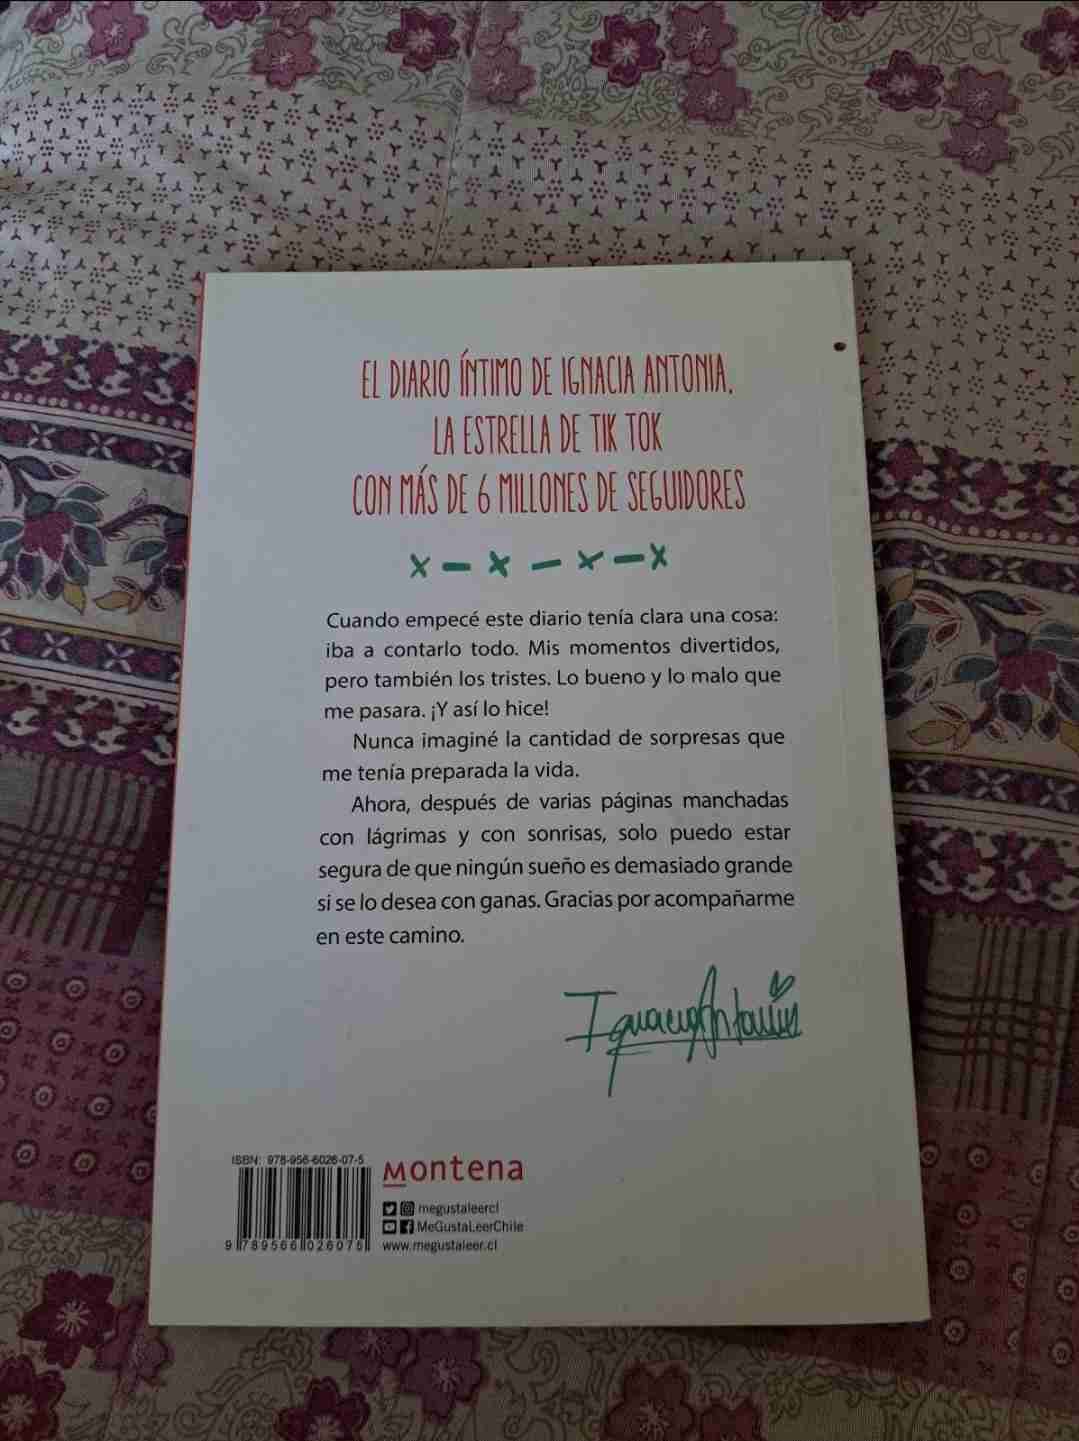 EL DIARIO ÍNTIMO DE IGNACIA ANTONIA,
LA ESTRELLA DE TIK TOK
CON MÁS DE 6 MILLONES DE SEGUIDORES
Cuando empecé este diario tenía clara una cosa:
iba a contarlo todo. Mis momentos divertidos,
pero también los tristes. Lo bueno y lo malo que
me pasara. ¡Y así lo hice!
Nunca imaginé la cantidad de sorpresas que
me tenía preparada la vida.
Ahora, después de varias páginas manchadas
con lágrimas y con sonrisas, solo puedo estar
segura de que ningún sueño es demasiado grande
si se lo desea con ganas. Gracias por acompañarme
en este camino.
Ignacia Antonia
ISBN: 978-956-6026-07-5
9 789566 026075
Montena
megustaleercl
MeGustaLeerChile
www.megustaleer.cl